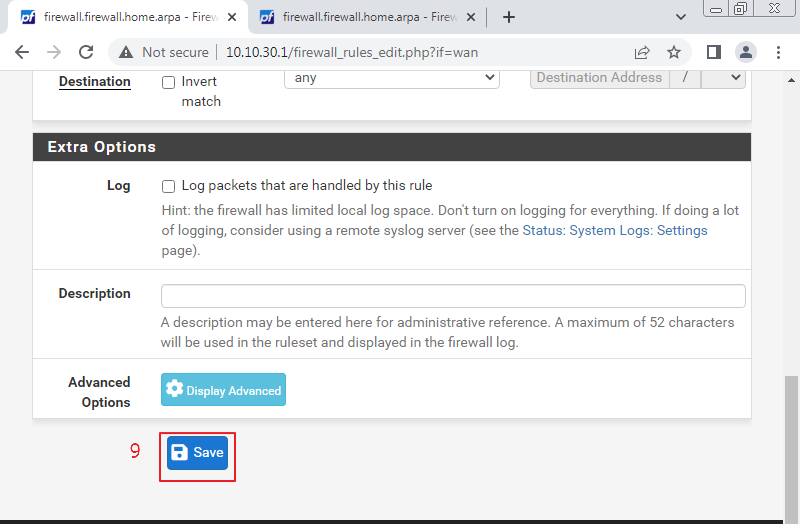 pf firewall.firewall.home.arpa - Firew
pf firewall.firewall.home.arpa - Firew
Not secure 10.10.30.1/firewall_rules_edit.php?if=wan
Destination
Invert match
any
Destination Address
/
Extra Options
Log
Log packets that are handled by this rule
Hint: the firewall has limited local log space. Don't turn on logging for everything. If doing a lot
of logging, consider using a remote syslog server (see the Status: System Logs: Settings
page).
Description
A description may be entered here for administrative reference. A maximum of 52 characters
will be used in the ruleset and displayed in the firewall log.
Advanced
Options
Display Advanced
9
Save